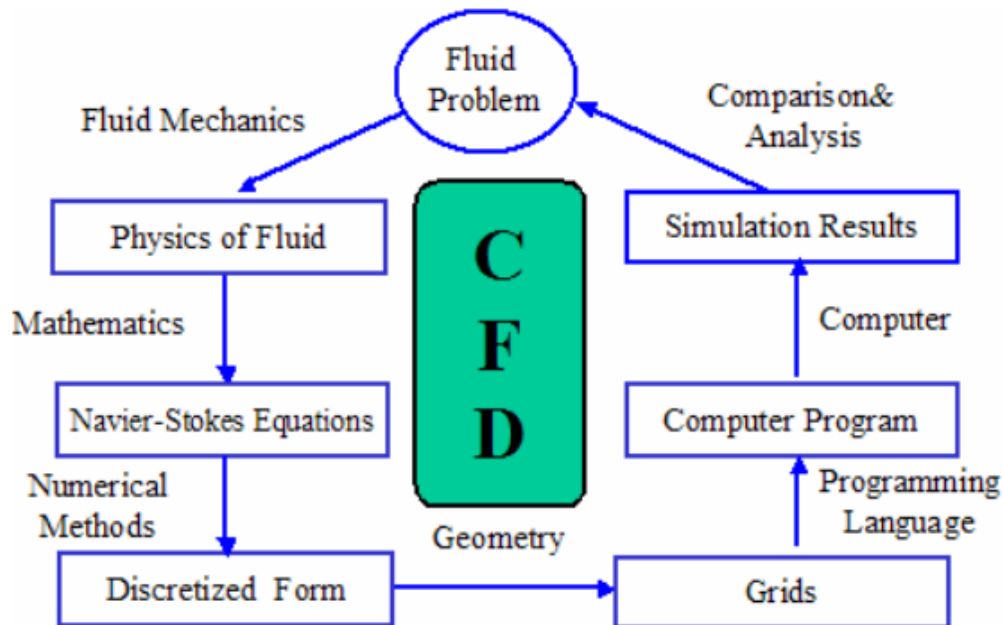 Fluid
Problem
Fluid Mechanics
Comparison&
Analysis
Physics of Fluid
Simulation Results
C
F
D
Mathematics
Computer
Navier-Stokes Equations
Computer Program
Numerical
Methods
Programming
Language
Geometry
Discretized Form
Grids